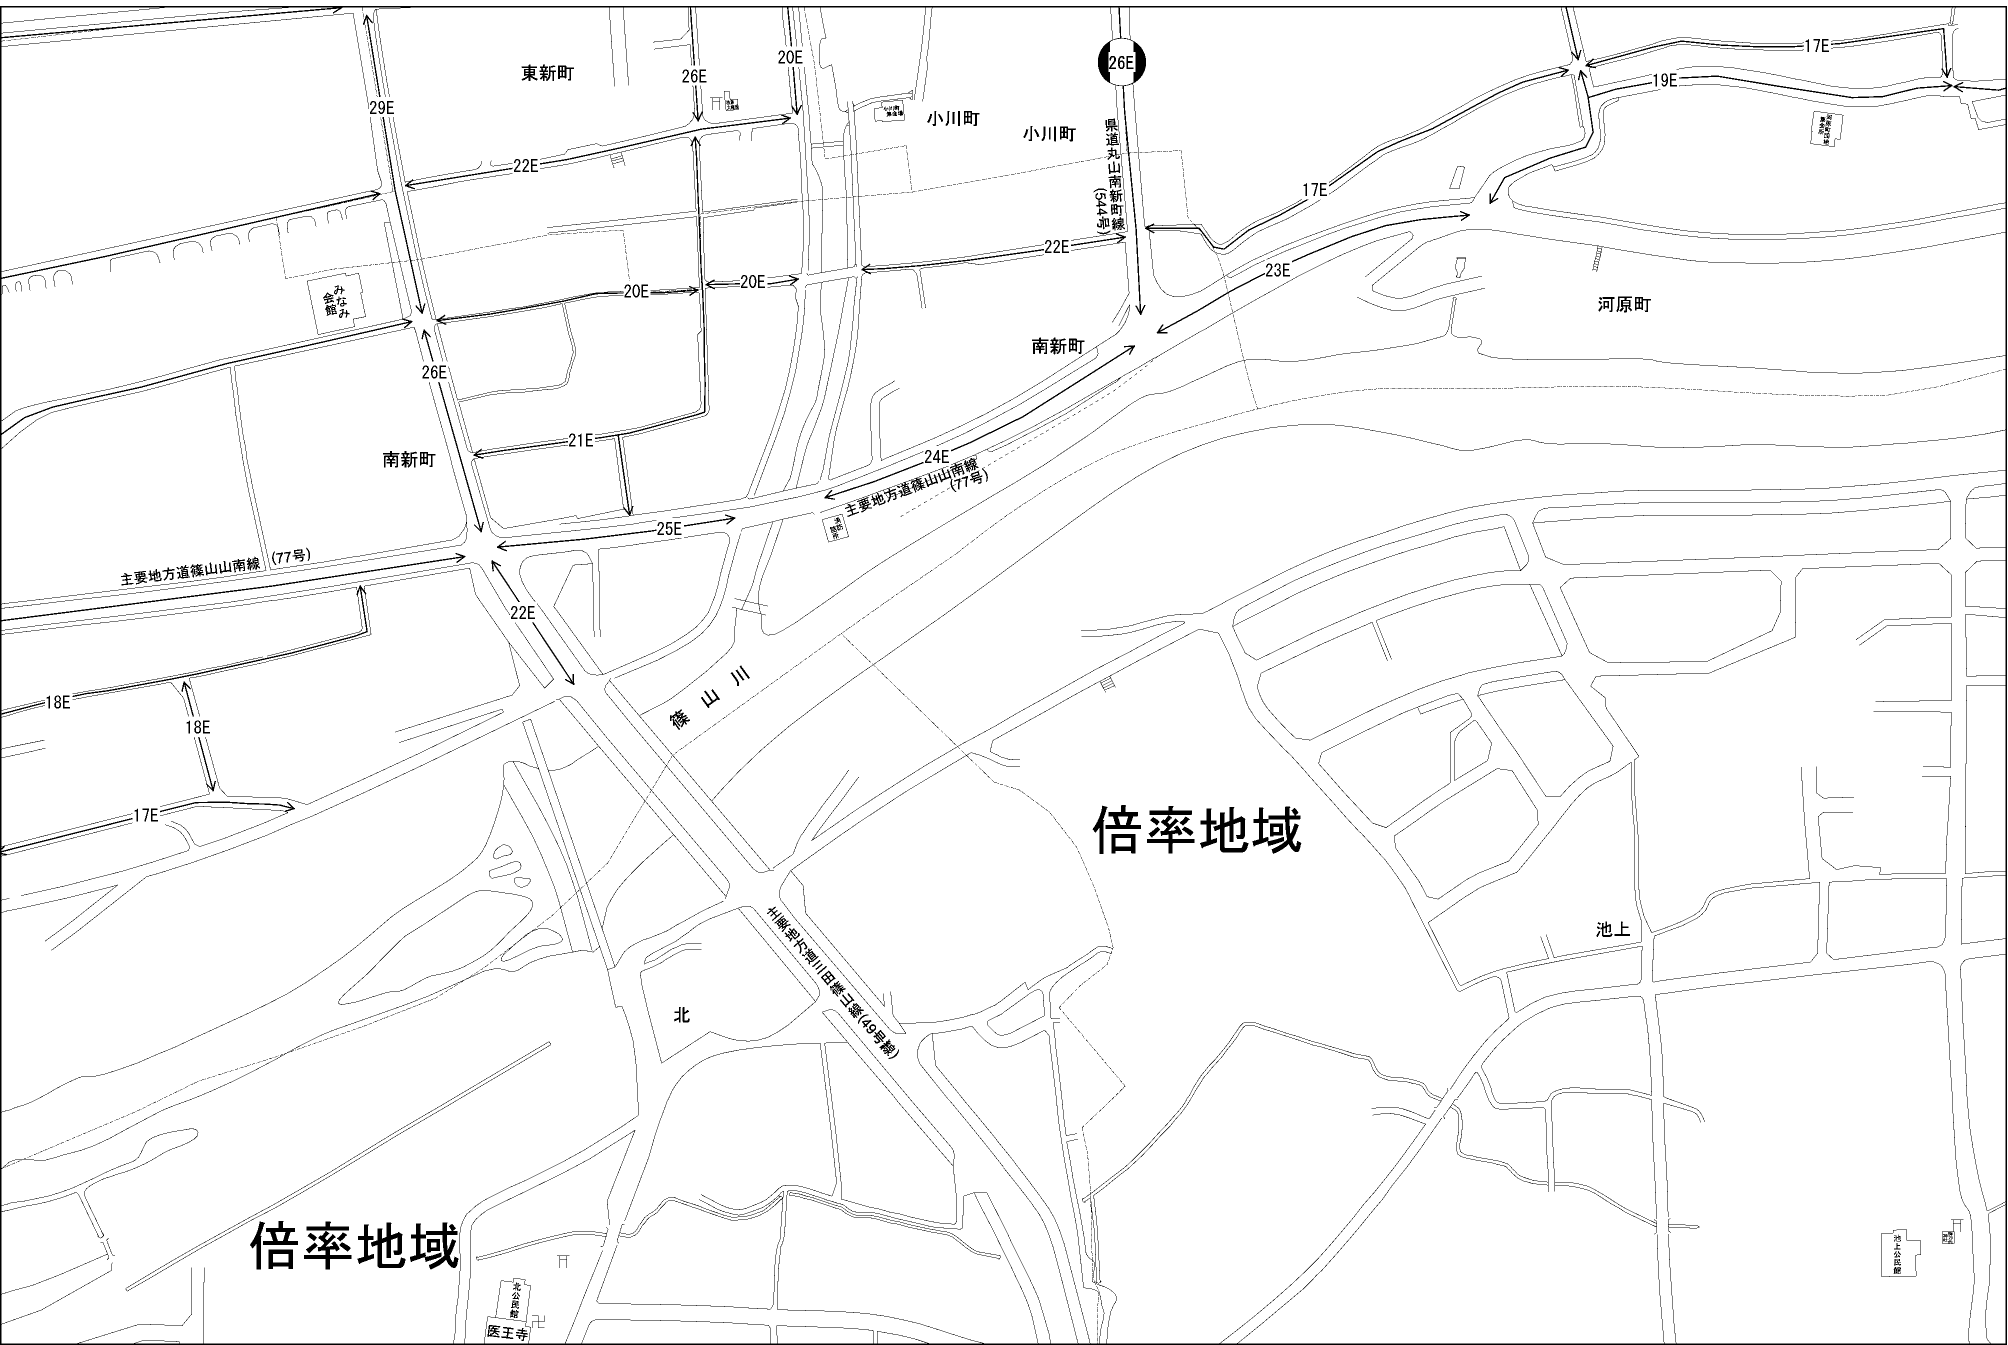 17E
20E
26E
26E
東新町
19E
29E
小川町
集会場
小川町
小川町
県道丸山南新町線
(544号)
22E
17E
22E
23E
20E
20E
みなみ
会館
河原町
南新町
26E
21E
南新町
24E
主要地方道篠山山南線
(77号)
25E
主要地方道篠山山南線 (77号)
22E
18E
篠山川
18E
17E
倍率地域
主要地方道三田篠山線(49号線)
池上
北
倍率地域
池上公民館
北公民館
医王寺